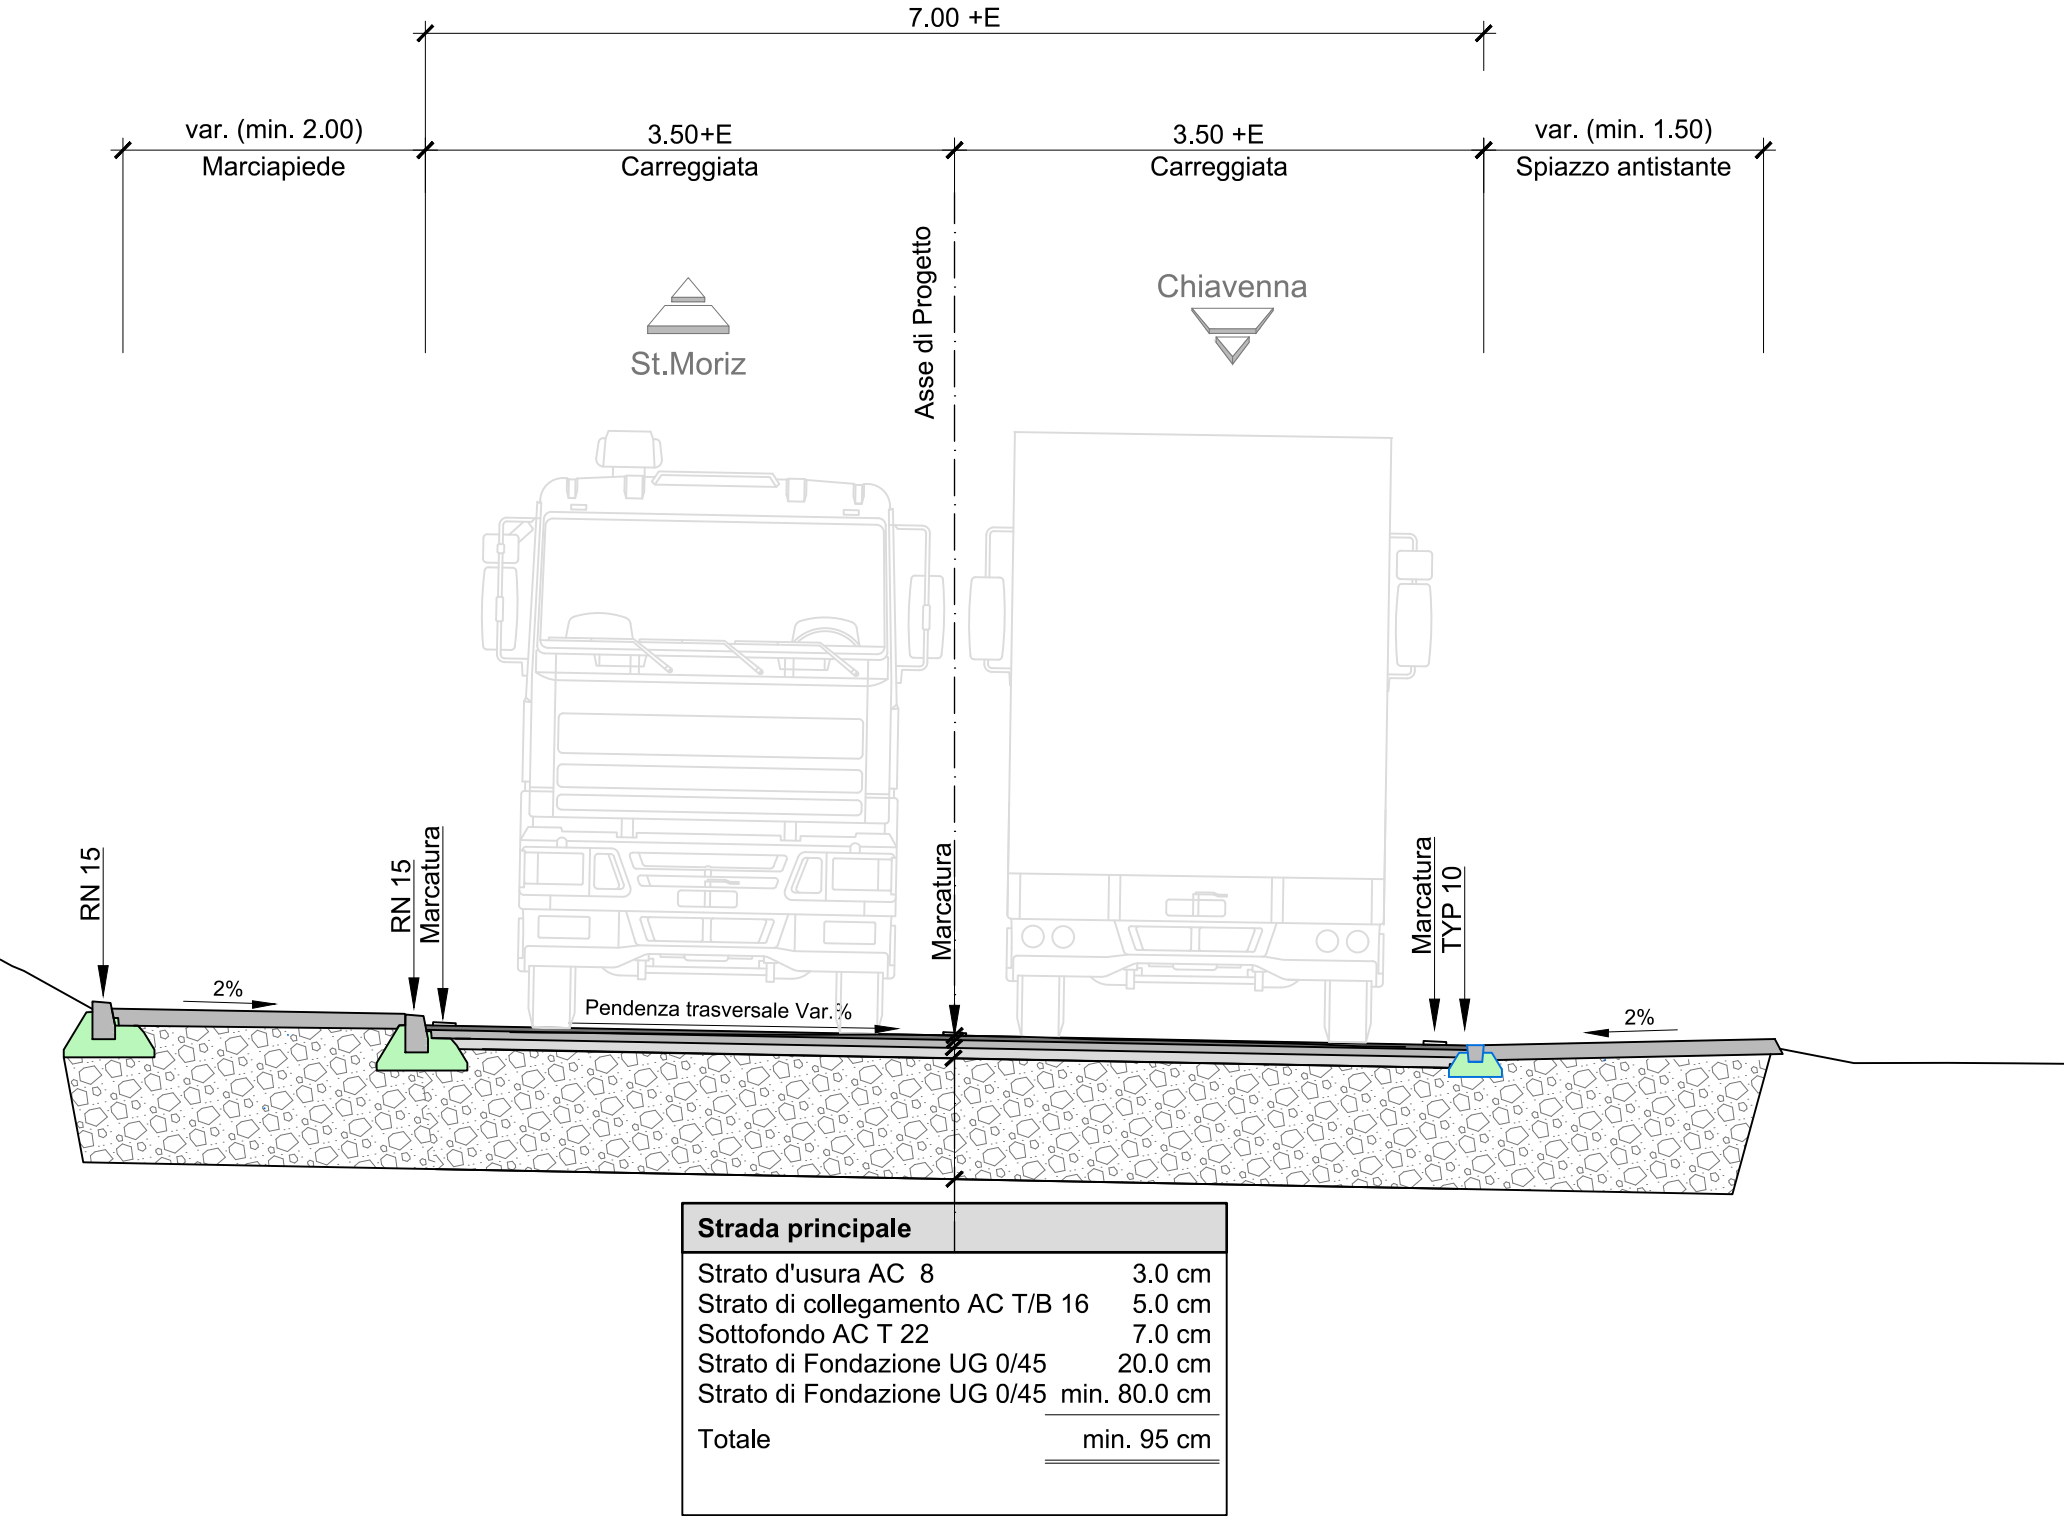 7.00 +E
var. (min. 2.00)
Marciapiede
3.50+E
Carreggiata
3.50 +E
Carreggiata
var. (min. 1.50)
Spiazzo antistante
Asse di Progetto
St.Moriz
Chiavenna
RN 15
RN 15
Marcatura
Marcatura
Marcatura
TYP 10
2%
Pendenza trasversale Var.%
2%
Strada principale
Strato d'usura AC 8 3.0 cm
Strato di collegamento AC T/B 16 5.0 cm
Sottofondo AC T 22 7.0 cm
Strato di Fondazione UG 0/45 20.0 cm
Strato di Fondazione UG 0/45 min. 80.0 cm
Totale min. 95 cm